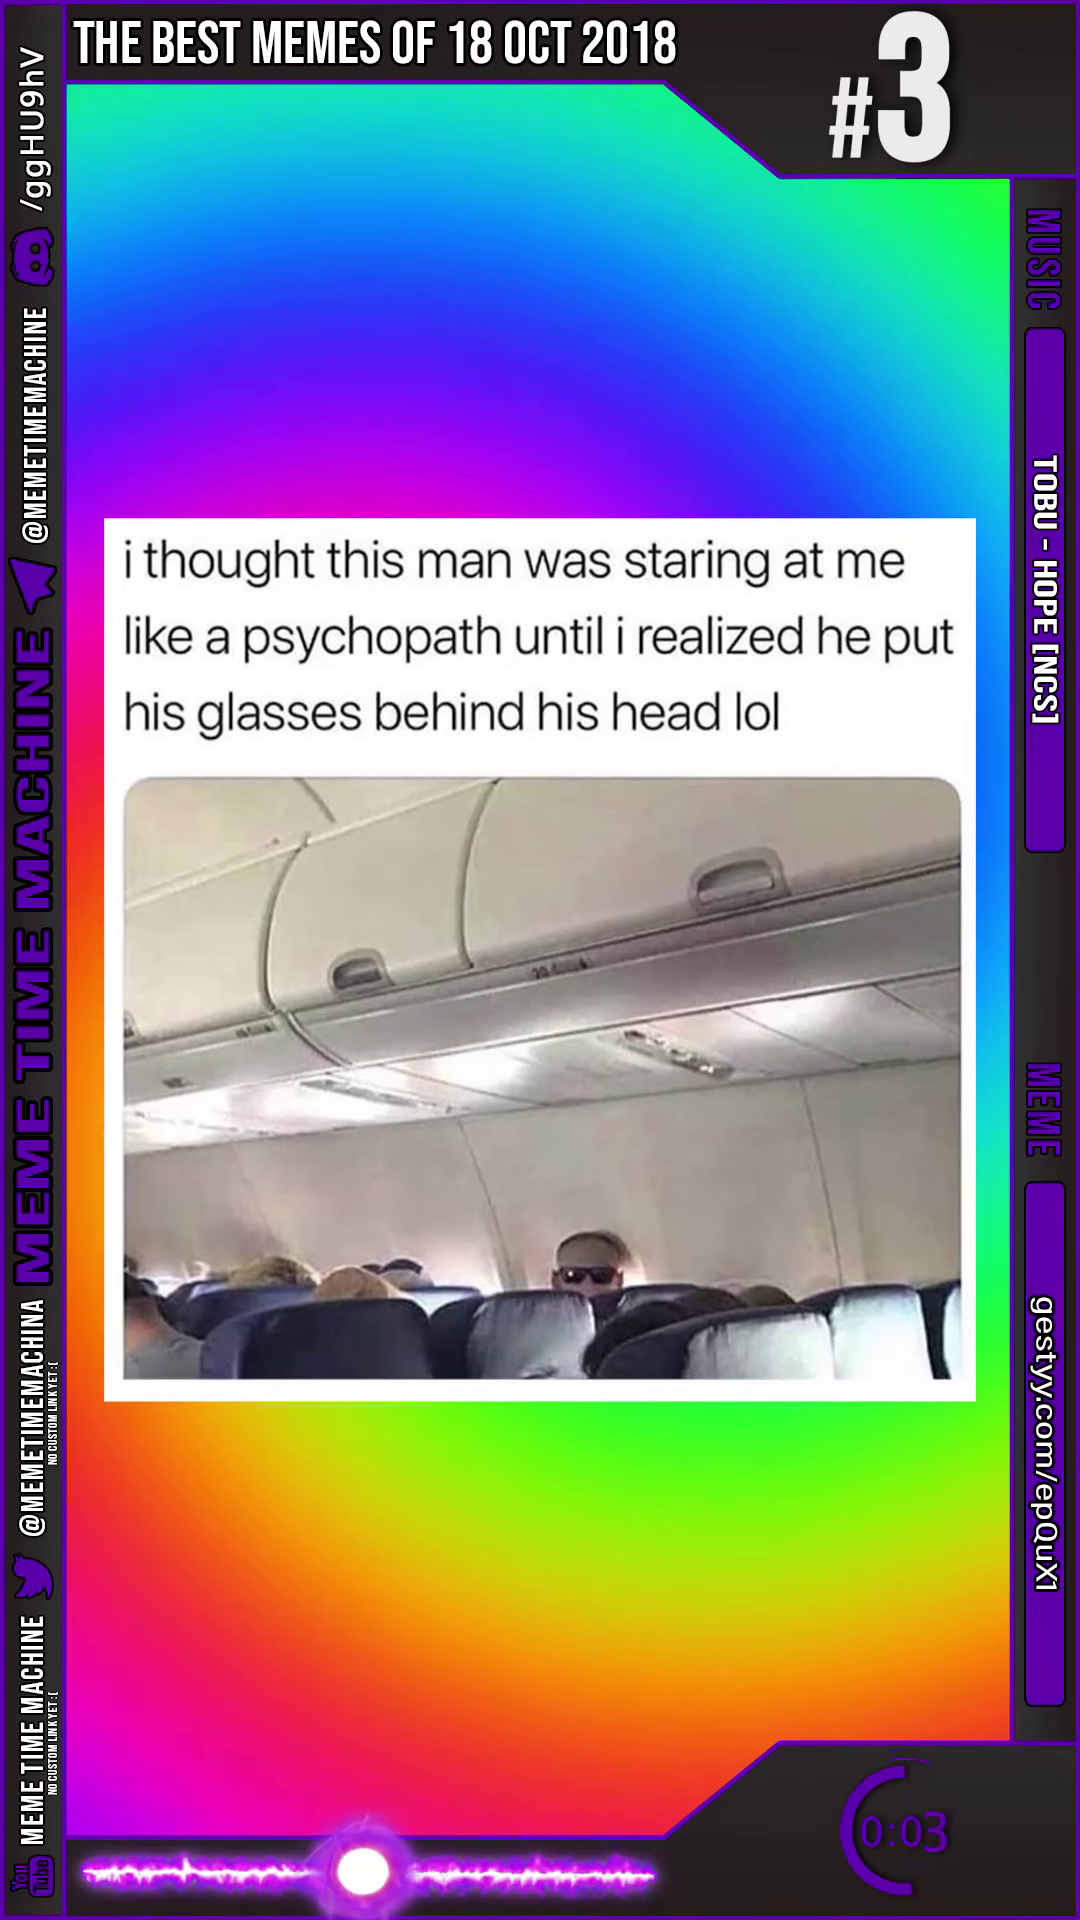 THE BEST MEMES OF 18 OCT 2018
#3
i thought this man was staring at me
like a psychopath until i realized he put
his glasses behind his head lol
MUSIC
TOBU - HOPE [NCS]
MEME
gestyy.com/epQuX1
/ggHU9hV
@MEMETIMEMACHINE
MEME TIME MACHINE
@MEMETIMEMACHINA
NO CUSTOM LINK YET :(
MEME TIME MACHINE
NO CUSTOM LINK YET :(
You
Tube
0:03